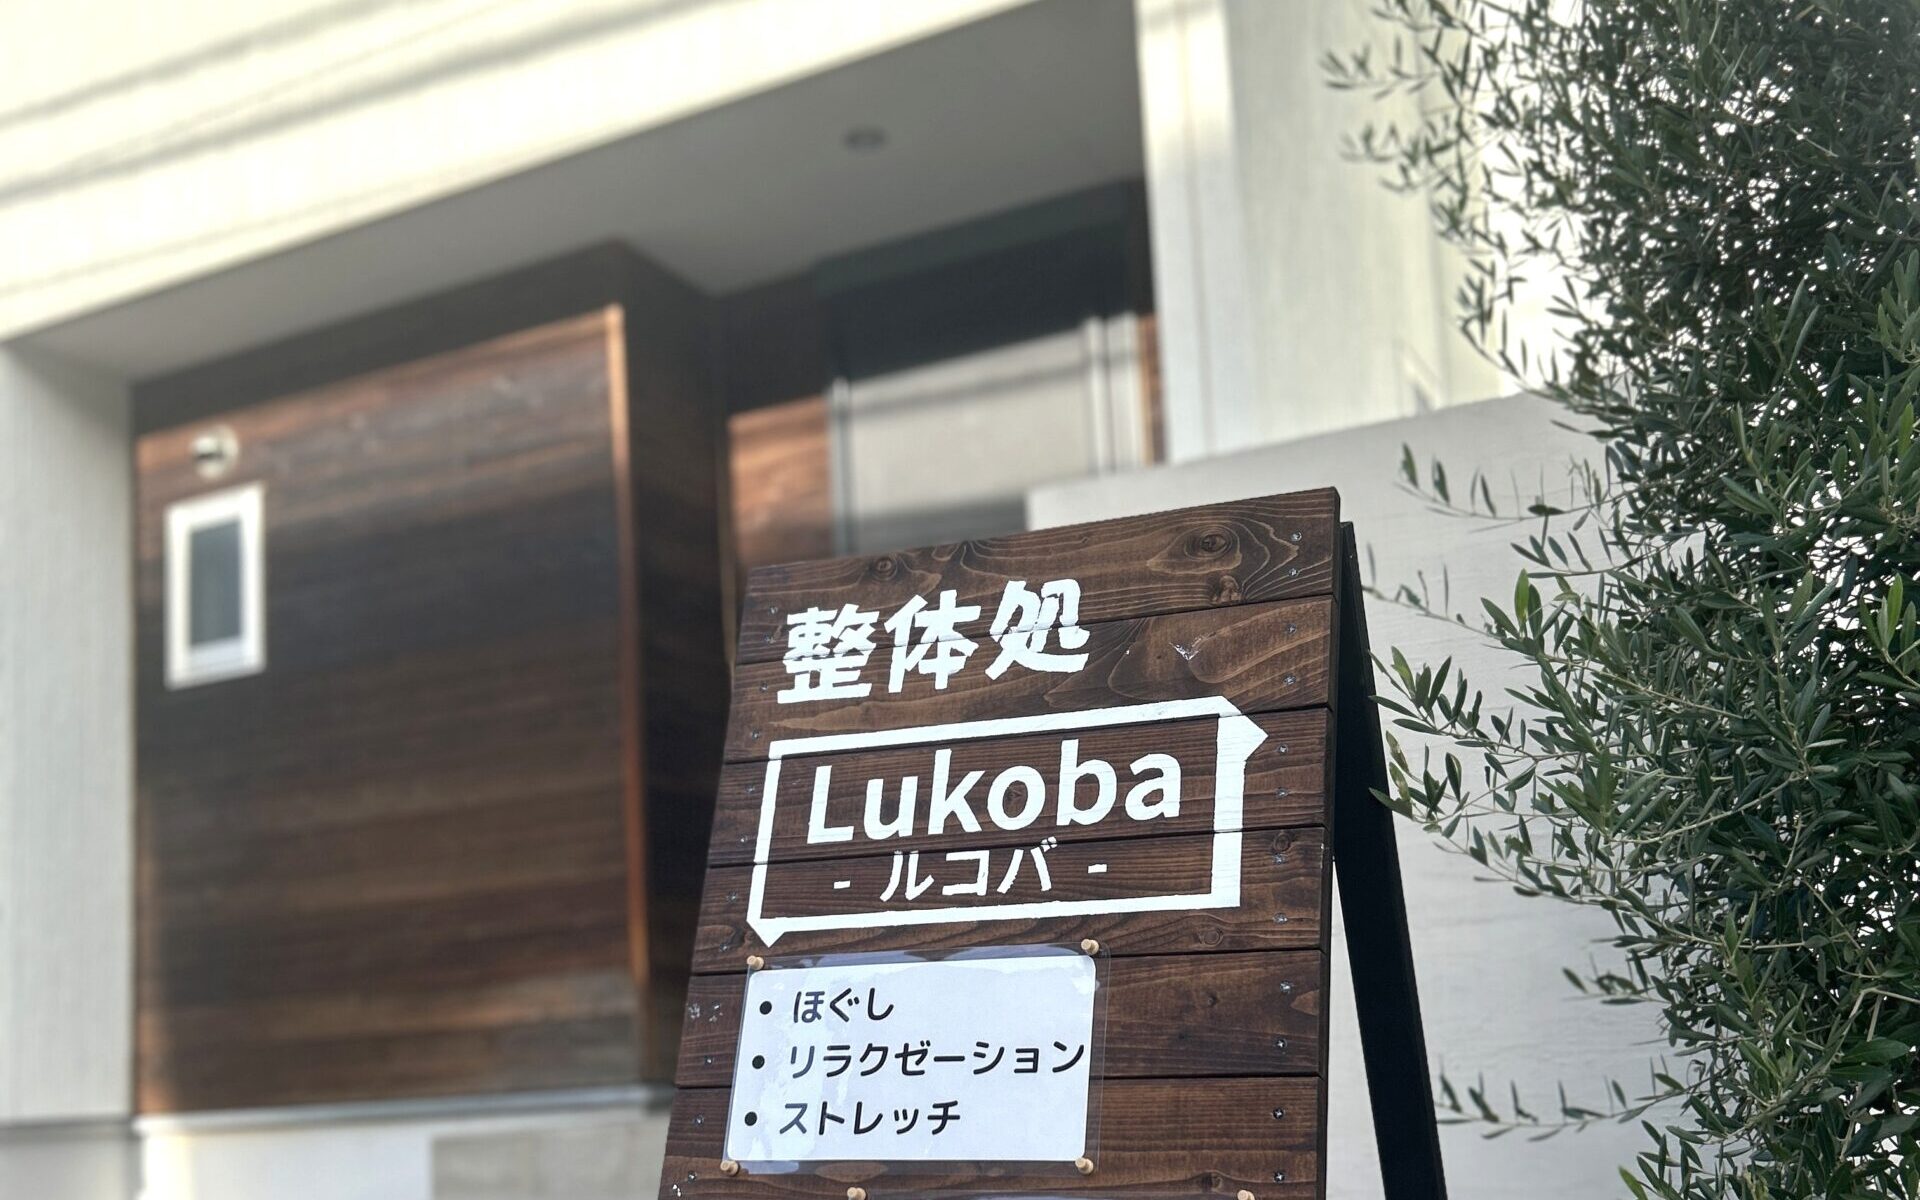 整体処
Lukoba
- ルコバ -
• ほぐし
• リラクゼーション
• ストレッチ